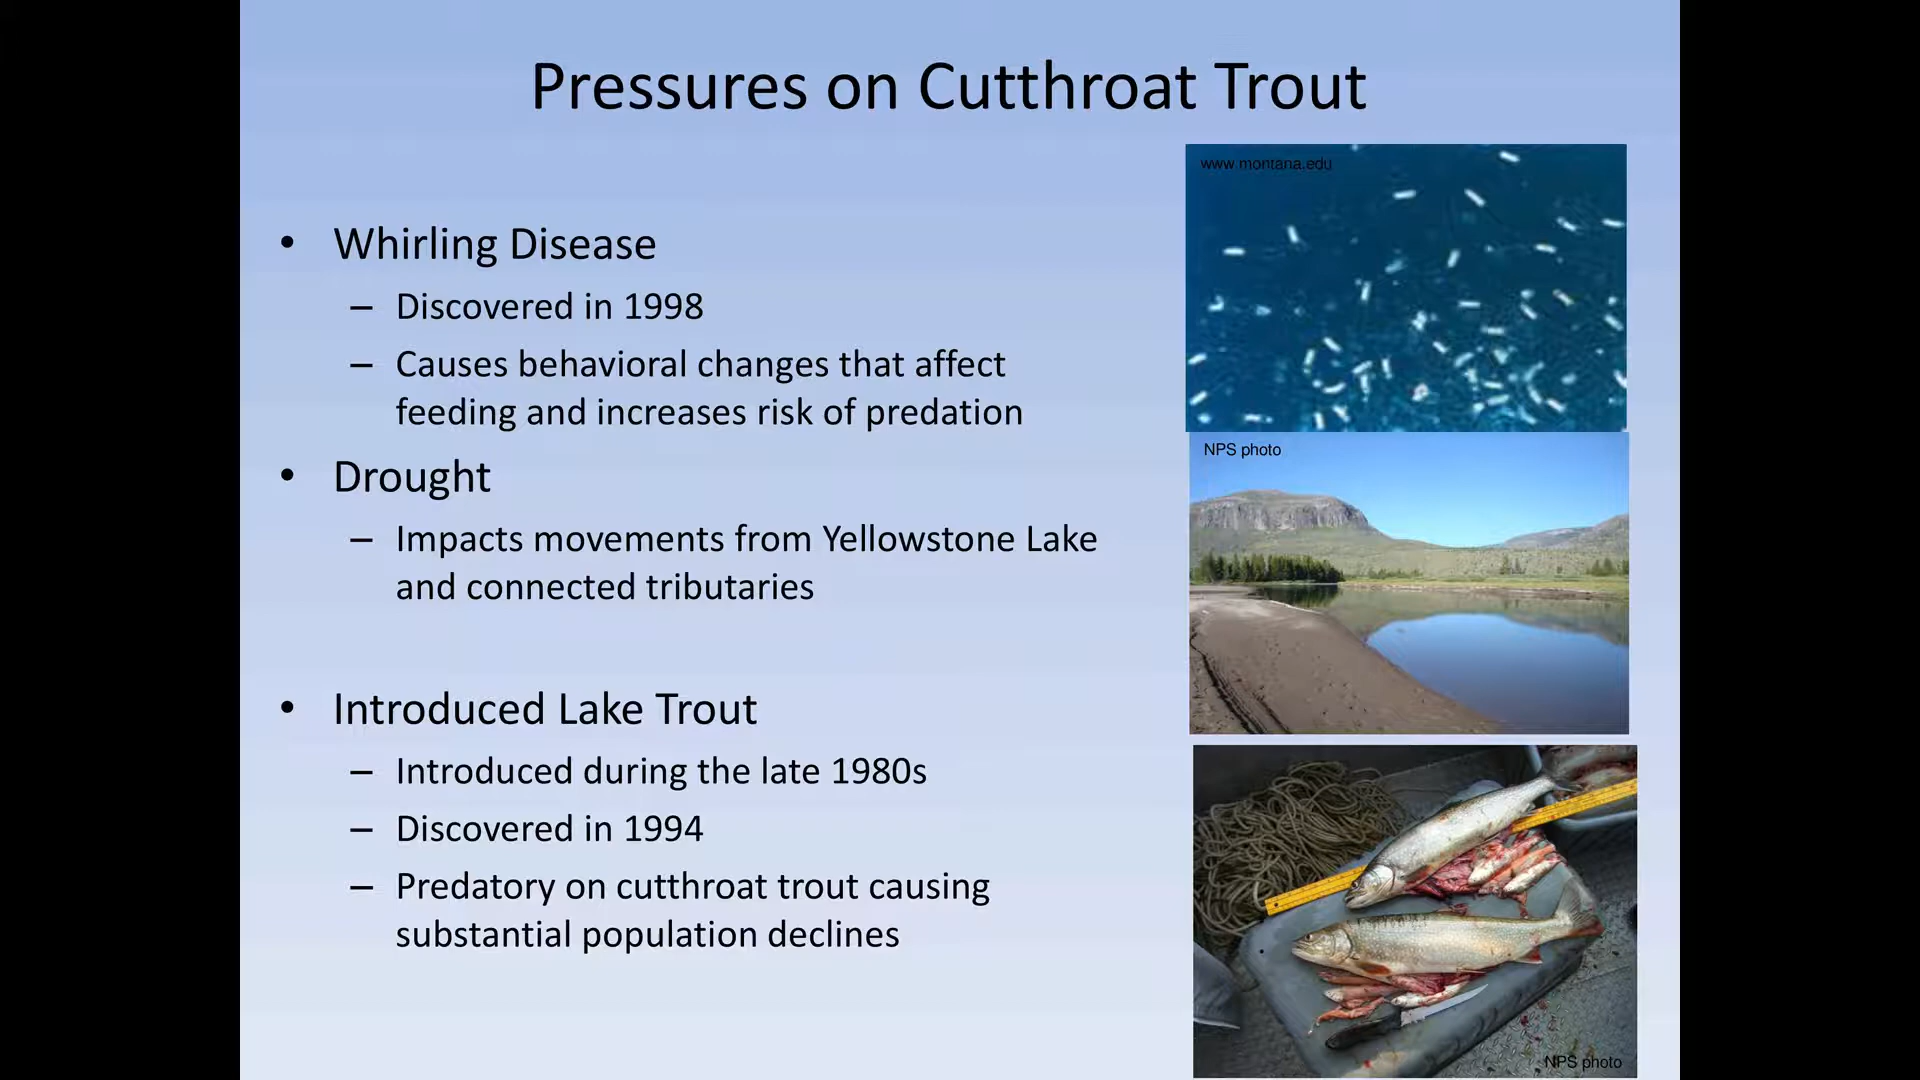 Pressures on Cutthroat Trout
www.montana.edu
• Whirling Disease
– Discovered in 1998
– Causes behavioral changes that affect
feeding and increases risk of predation
NPS photo
• Drought
– Impacts movements from Yellowstone Lake
and connected tributaries
• Introduced Lake Trout
– Introduced during the late 1980s
– Discovered in 1994
– Predatory on cutthroat trout causing
substantial population declines
NPS photo